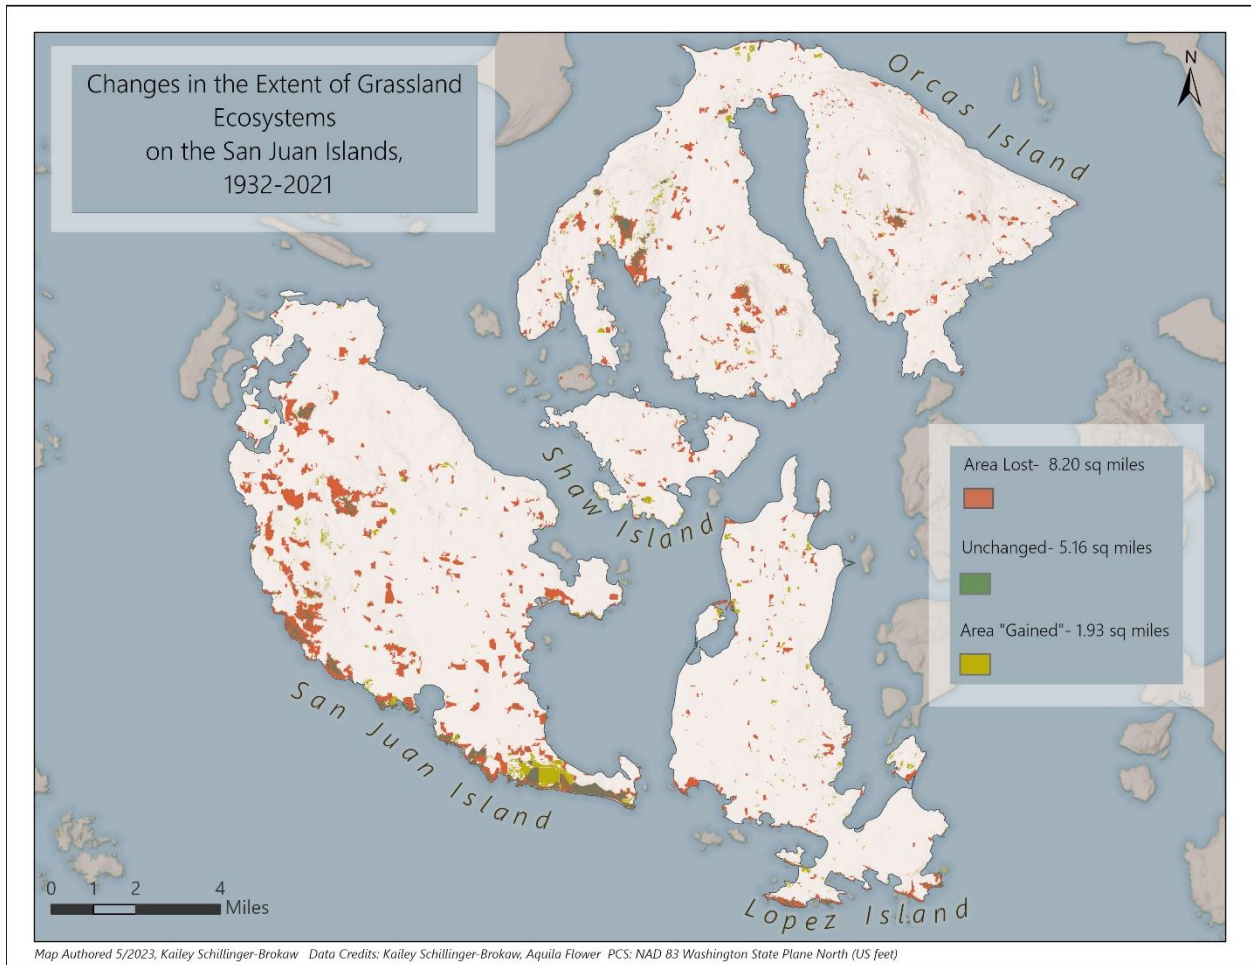 Changes in the Extent of Grassland
Ecosystems
on the San Juan Islands,
1932-2021
N
Orcas Island
Shaw Island
San Juan Island
Lopez Island
Area Lost- 8.20 sq miles
Unchanged- 5.16 sq miles
Area "Gained"- 1.93 sq miles
0 1 2 4
Miles
Map Authored 5/2023, Kailey Schillinger-Brokaw Data Credits: Kailey Schillinger-Brokaw, Aquila Flower PCS: NAD 83 Washington State Plane North (US feet)